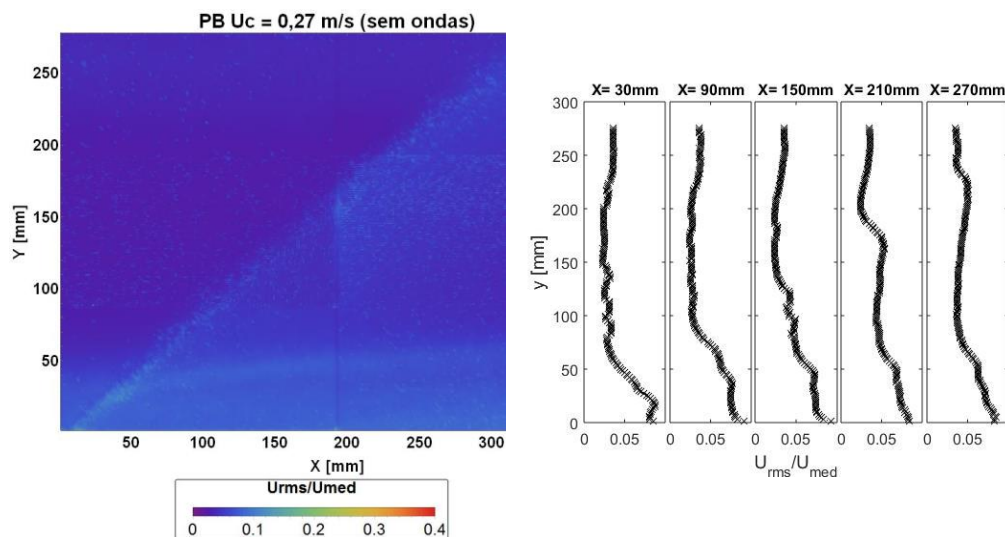 PB Uc = 0,27 m/s (sem ondas)
250
200
150
100
50
Y [mm]
50 100 150 200 250 300
X [mm]
Urms/Umed
0 0.1 0.2 0.3 0.4
X= 30mm X= 90mm X= 150mm X= 210mm X= 270mm
300
250
200
150
100
50
0
y [mm]
0 0.05 0 0.05 0 0.05 0 0.05 0 0.05
U_rms/U_med